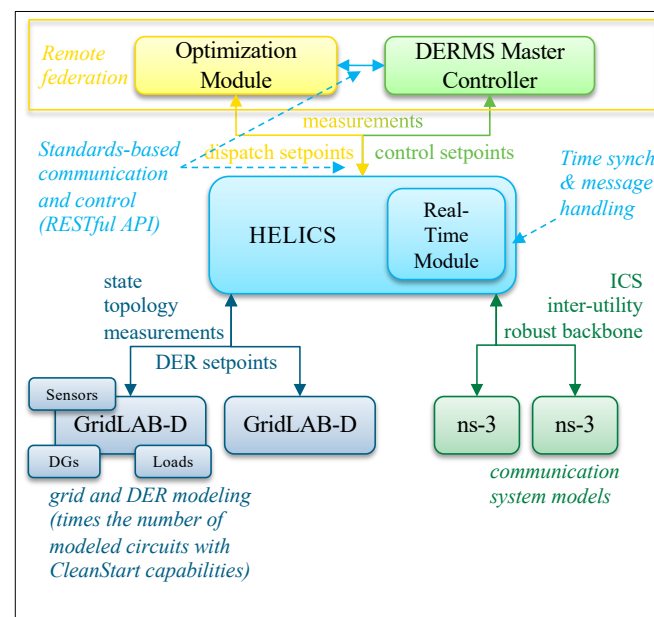 Remote
federation
Optimization
Module
DERMS Master
Controller
measurements
dispatch setpoints
control setpoints
Standards-based
communication
and control
(RESTful API)
Time synch
& message
handling
HELICS
Real-
Time
Module
state
topology
measurements
DER setpoints
ICS
inter-utility
robust backbone
Sensors
GridLAB-D
DGs
Loads
GridLAB-D
ns-3
ns-3
grid and DER modeling
(times the number of
modeled circuits with
CleanStart capabilities)
communication
system models